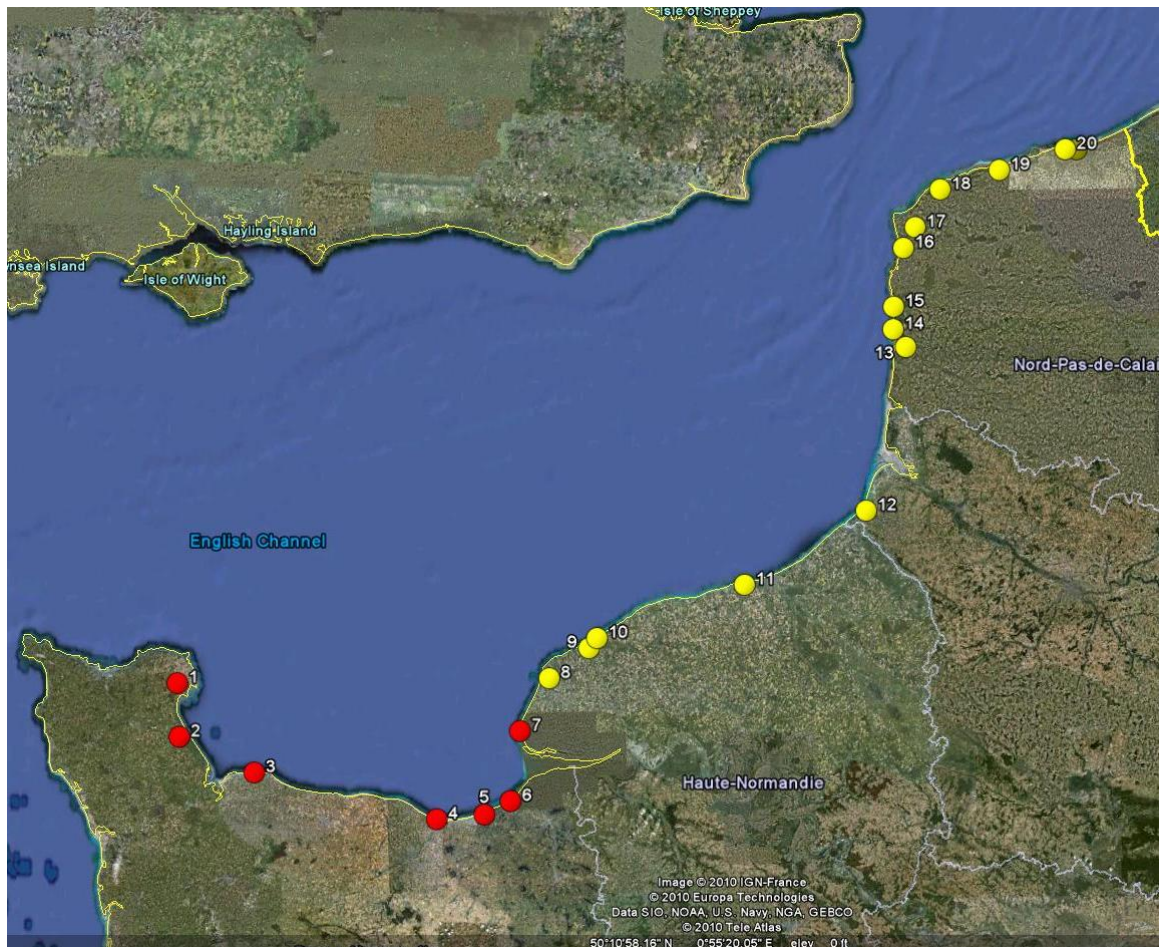 Isle of Sheppey
Hayling Island
ynsea Island
Isle of Wight
20
19
18
17
16
15
14
13
Nord-Pas-de-Calai
12
English Channel
11
10
9
8
1
7
2
3
Haute-Normandie
6
5
4
Image © 2010 IGN-France
© 2010 Europa Technologies
Data SIO, NOAA, U.S. Navy, NGA, GEBCO
© 2010 Tele Atlas
50°10'58.16" N 0°55'20.05" E elev 0 ft